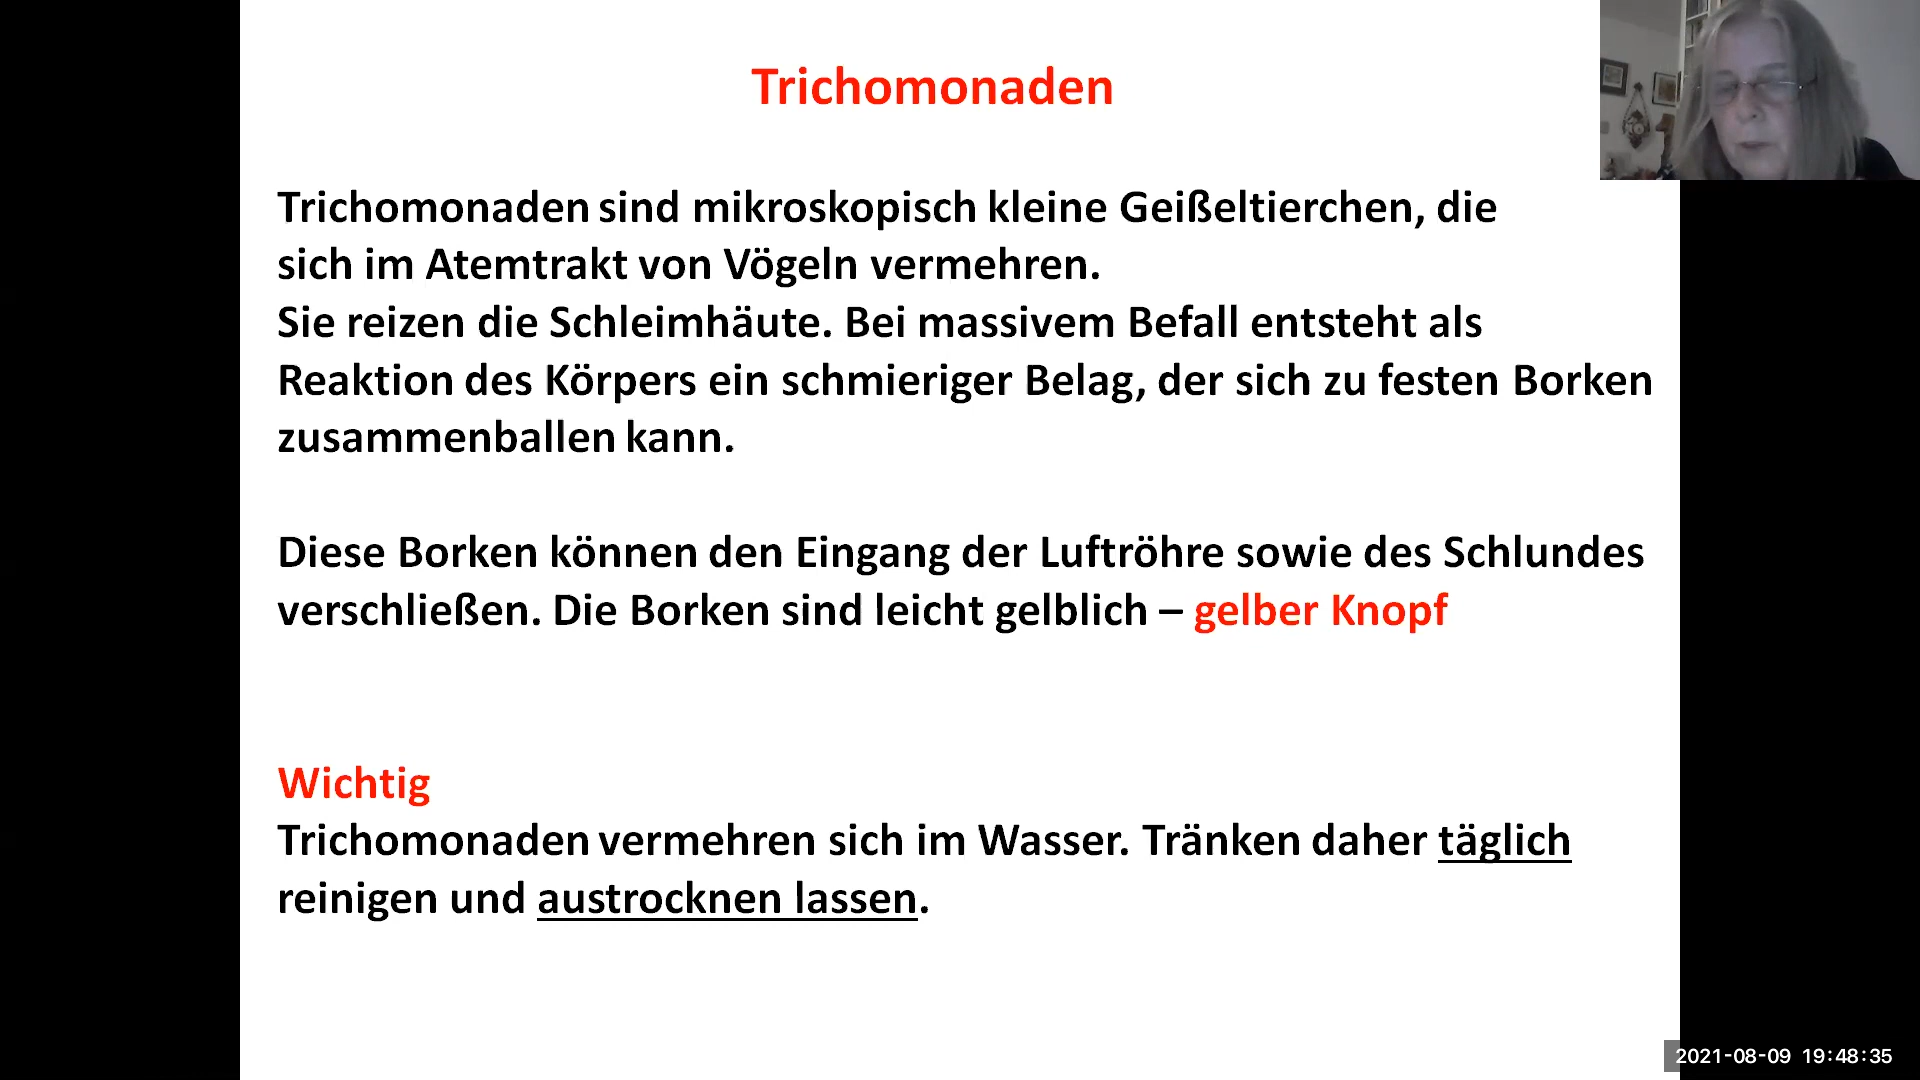 Trichomonaden
Trichomonaden sind mikroskopisch kleine Geißeltierchen, die
sich im Atemtrakt von Vögeln vermehren.
Sie reizen die Schleimhäute. Bei massivem Befall entsteht als
Reaktion des Körpers ein schmieriger Belag, der sich zu festen Borken
zusammenballen kann.
Diese Borken können den Eingang der Luftröhre sowie des Schlundes
verschließen. Die Borken sind leicht gelblich – gelber Knopf
Wichtig
Trichomonaden vermehren sich im Wasser. Tränken daher täglich
reinigen und austrocknen lassen.
2021-08-09 19:48:35